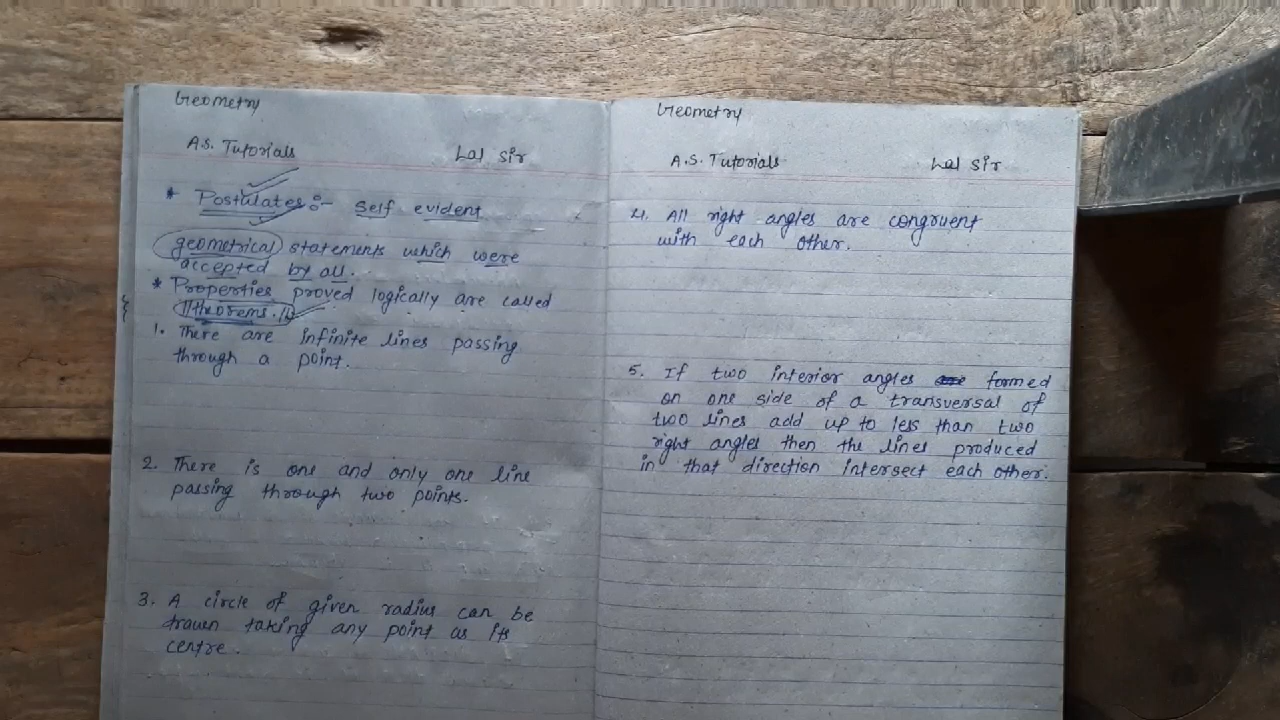 Geometry
A.S. Tutorials Lal Sir
* Postulates :- Self evident
geometrical statements which were
accepted by all.
* Properties proved logically are called
theorems.
1. There are infinite lines passing
through a point.
2. There is one and only one line
passing through two points.
3. A circle of given radius can be
drawn taking any point as its
centre.
Geometry
A.S. Tutorials Lal Sir
4. All right angles are congruent
with each other.
5. If two interior angles formed
on one side of a transversal of
two lines add up to less than two
right angles then the lines produced
in that direction intersect each other.